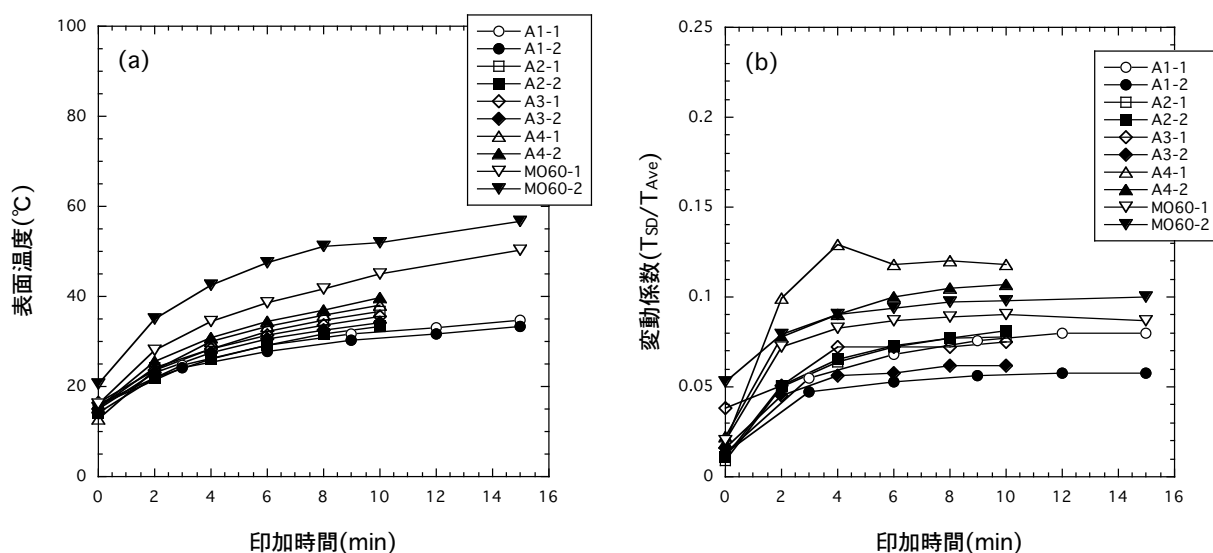 (a)
A1-1
A1-2
A2-1
A2-2
A3-1
A3-2
A4-1
A4-2
MO60-1
MO60-2
表面温度(℃)
100
80
60
40
20
0
0 2 4 6 8 10 12 14 16
印加時間(min)
(b)
A1-1
A1-2
A2-1
A2-2
A3-1
A3-2
A4-1
A4-2
MO60-1
MO60-2
変動係数(TSD/TAve)
0.25
0.2
0.15
0.1
0.05
0
0 2 4 6 8 10 12 14 16
印加時間(min)